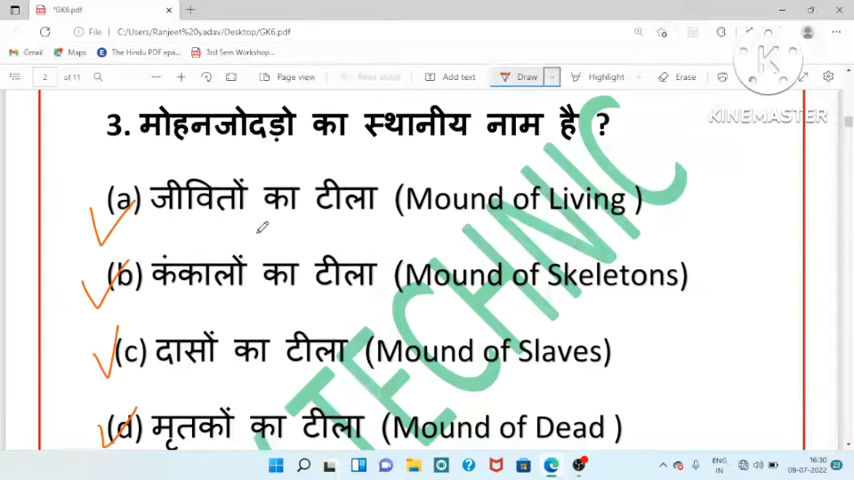 *GK6.pdf
File
C:/Users/Ranjeet%20yadav/Desktop/GK6.pdf
Gmail
Maps
The Hindu PDF epa...
3rd Sem Workshop...
2 of 11
Page view
Read aloud
Add text
Draw
Highlight
Erase
K
KINEMASTER
3. मोहनजोदड़ो का स्थानीय नाम है ?
(a) जीवितों का टीला (Mound of Living )
(b) कंकालों का टीला (Mound of Skeletons)
(c) दासों का टीला (Mound of Slaves)
(d) मृतकों का टीला (Mound of Dead )
TECHNIC
ENG
IN
16:30
09-07-2022
23